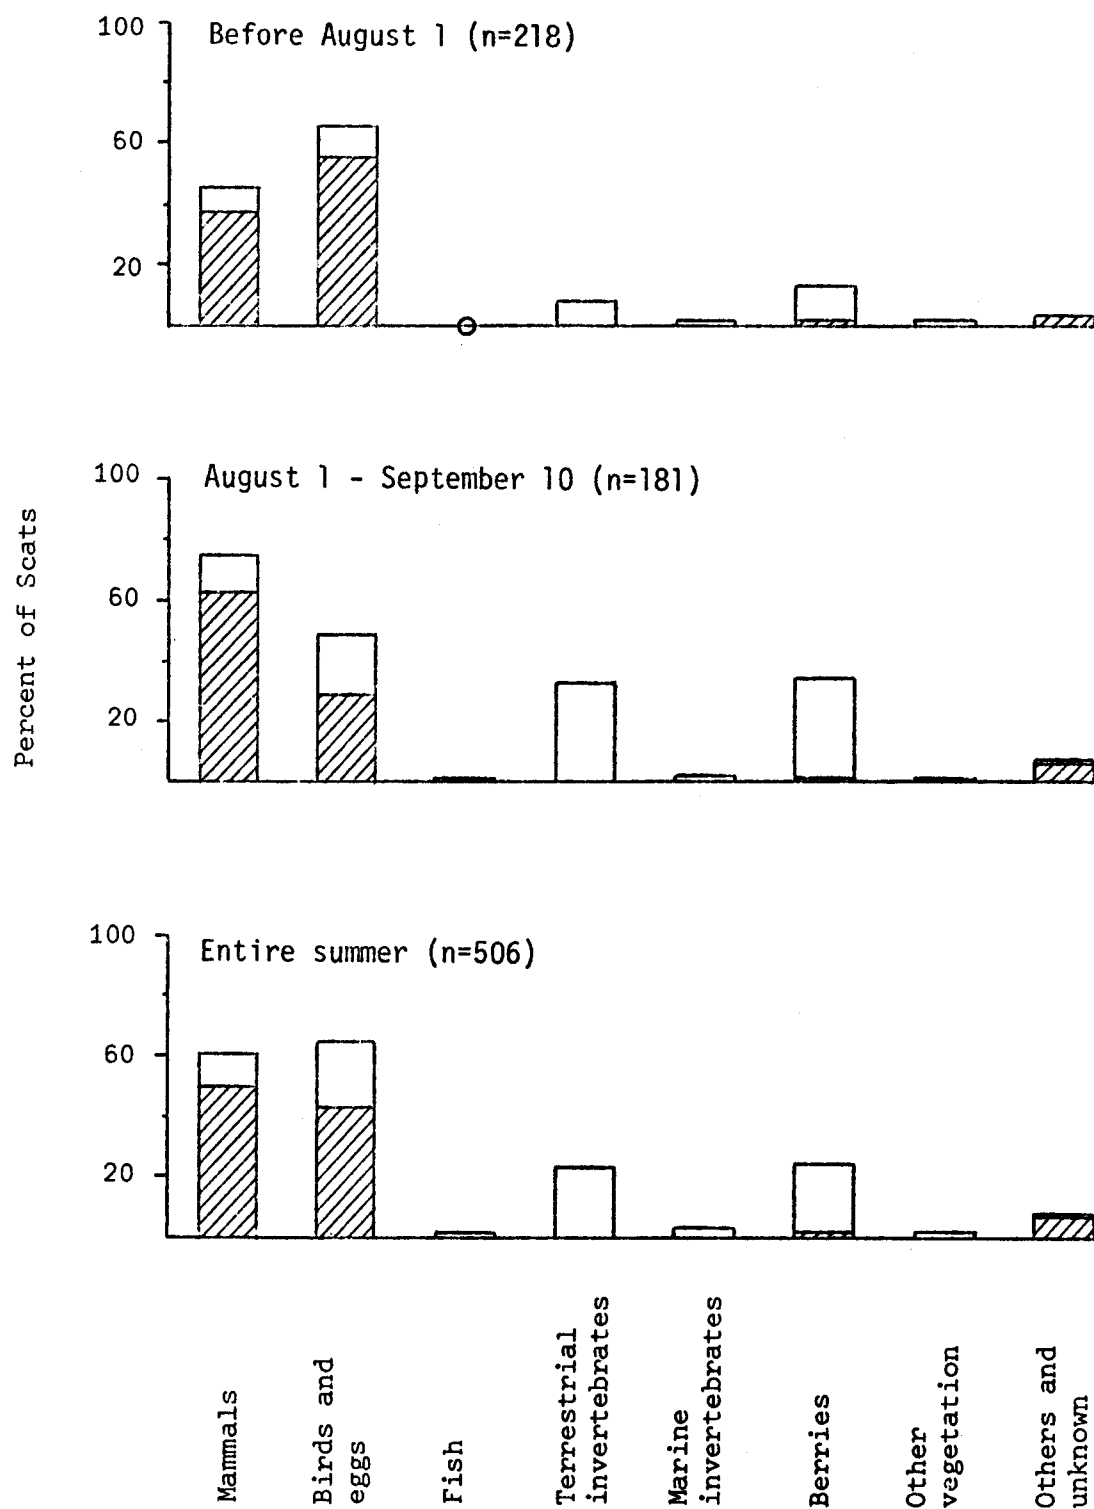 100
Before August 1 (n=218)
60
20
Percent of Scats
100
August 1 - September 10 (n=181)
60
20
100
Entire summer (n=506)
60
20
Mammals
Birds and
eggs
Fish
Terrestrial
invertebrates
Marine
invertebrates
Berries
Other
vegetation
Others and
unknown